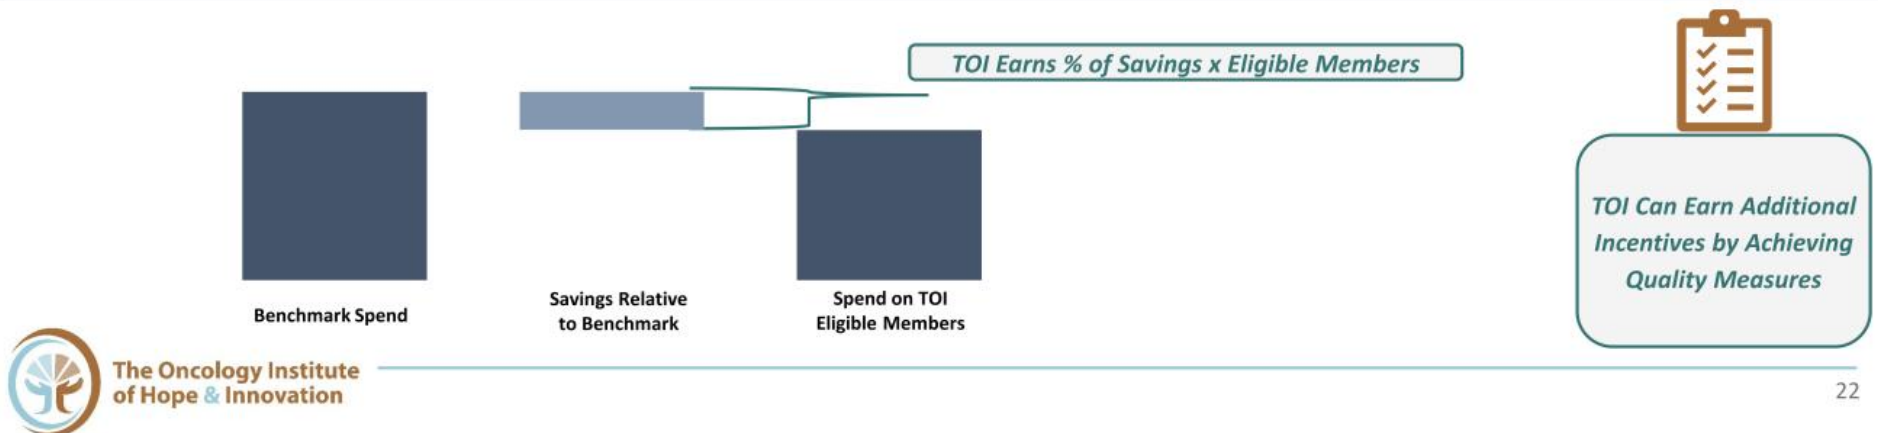 TOI Earns % of Savings x Eligible Members
Benchmark Spend
Savings Relative
to Benchmark
Spend on TOI
Eligible Members
TOI Can Earn Additional
Incentives by Achieving
Quality Measures
The Oncology Institute
of Hope & Innovation
22